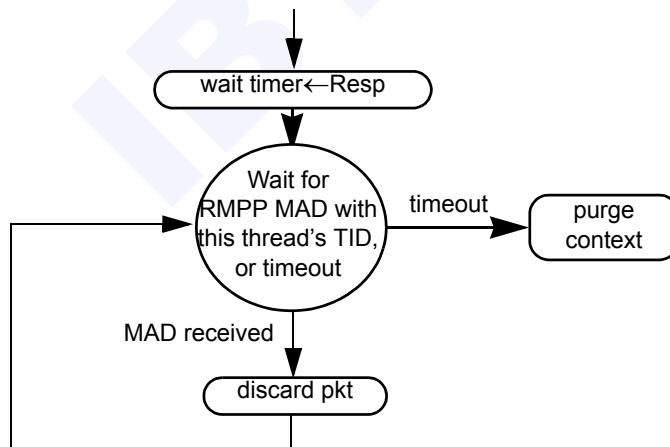 wait timer←Resp
Wait for
RMPP MAD with
this thread's TID,
or timeout
timeout
purge
context
MAD received
discard pkt